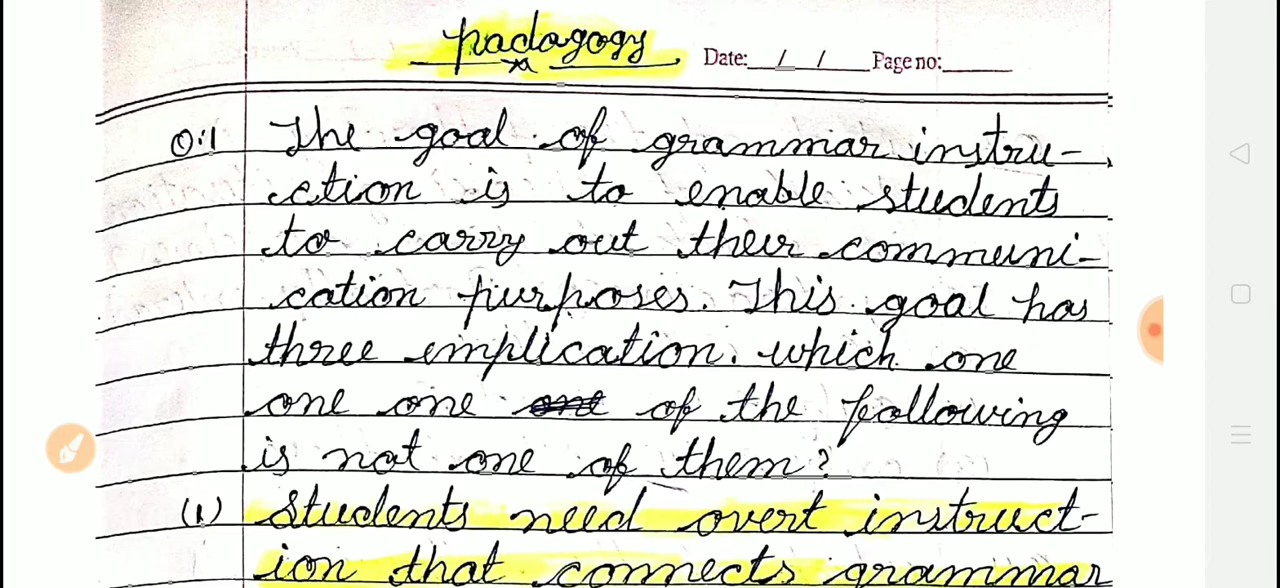 padagogy
Date: / / Page no:
Q:1 The goal of grammar instru-
ction is to enable students
to carry out their communi-
cation purposes. This goal has
three implication. which one
one one one of the following
is not one of them?
(1) Students need overt instruct-
ion that connects grammar